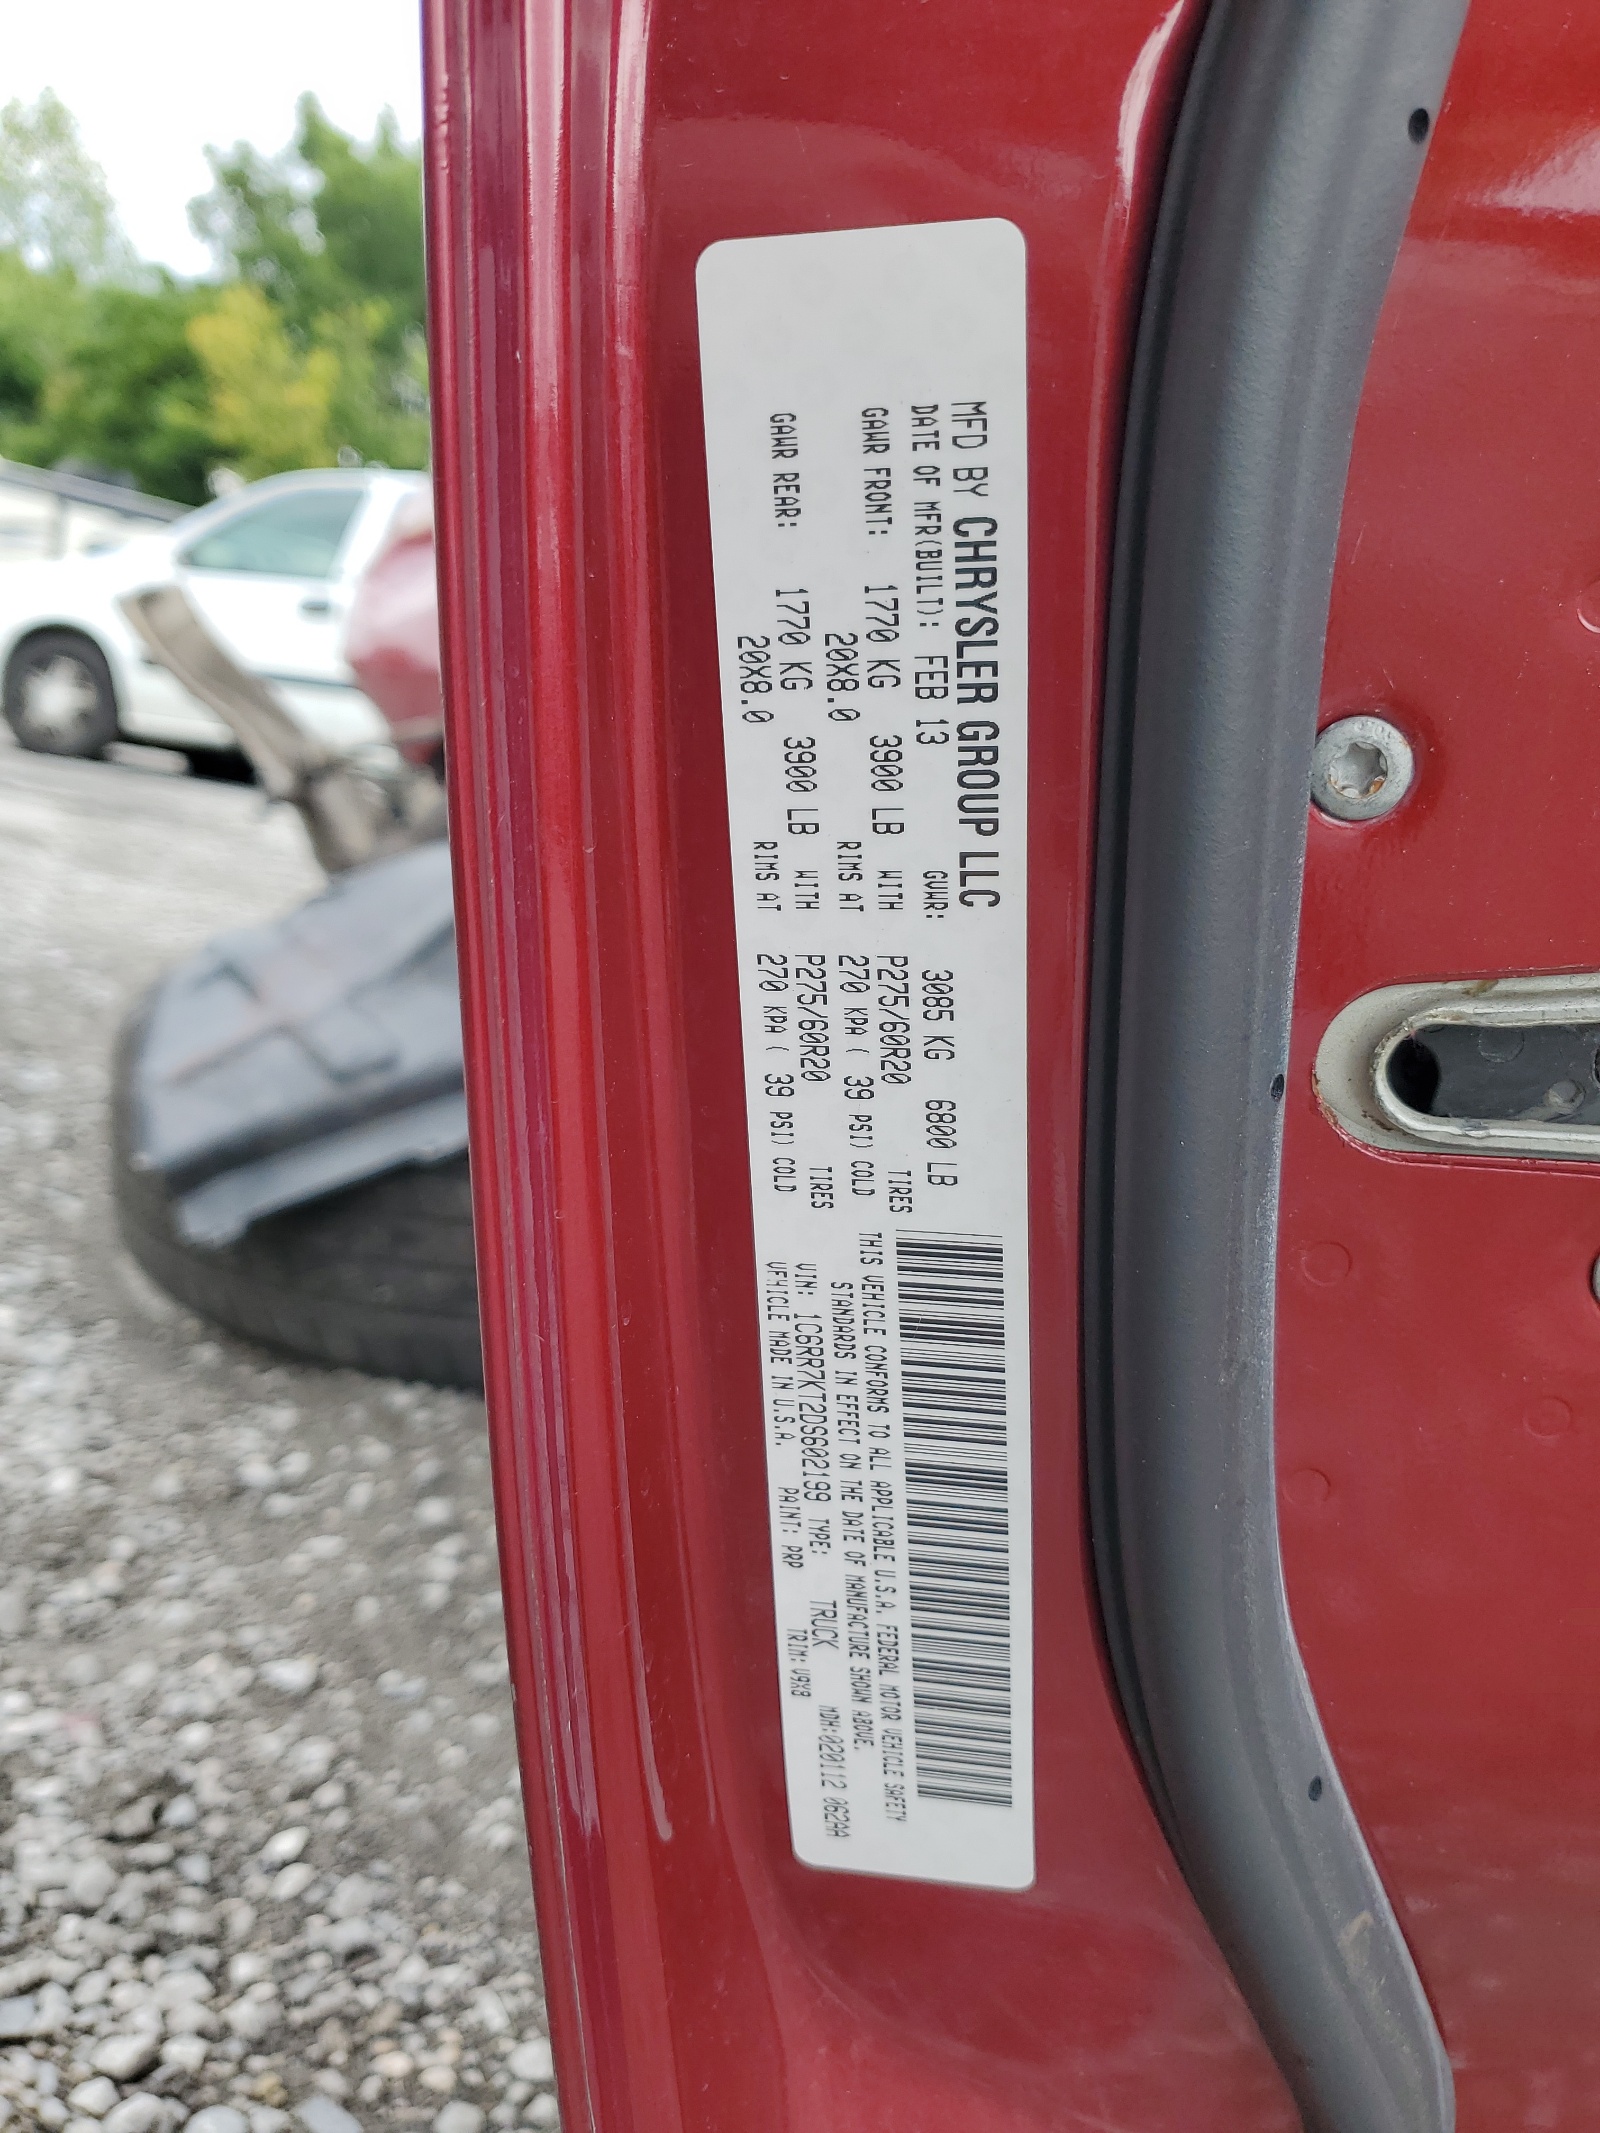 MFD BY CHRYSLER GROUP LLC
DATE OF MFR(BUILT): FEB 13 GVWR: 3085 KG 6800 LB
GAWR FRONT: 1770 KG 3900 LB WITH P275/60R20 TIRES
20X8.0 RIMS AT 270 KPA ( 39 PSI) COLD
GAWR REAR: 1770 KG 3900 LB WITH P275/60R20 TIRES
20X8.0 RIMS AT 270 KPA ( 39 PSI) COLD
THIS VEHICLE CONFORMS TO ALL APPLICABLE U.S.A. FEDERAL MOTOR VEHICLE SAFETY
STANDARDS IN EFFECT ON THE DATE OF MANUFACTURE SHOWN ABOVE.
VIN: 1C6RR7KT2DS602199 TYPE: TRUCK MDH:020112 062AA
VEHICLE MADE IN U.S.A. PAINT: PRP TRIM: V9X8